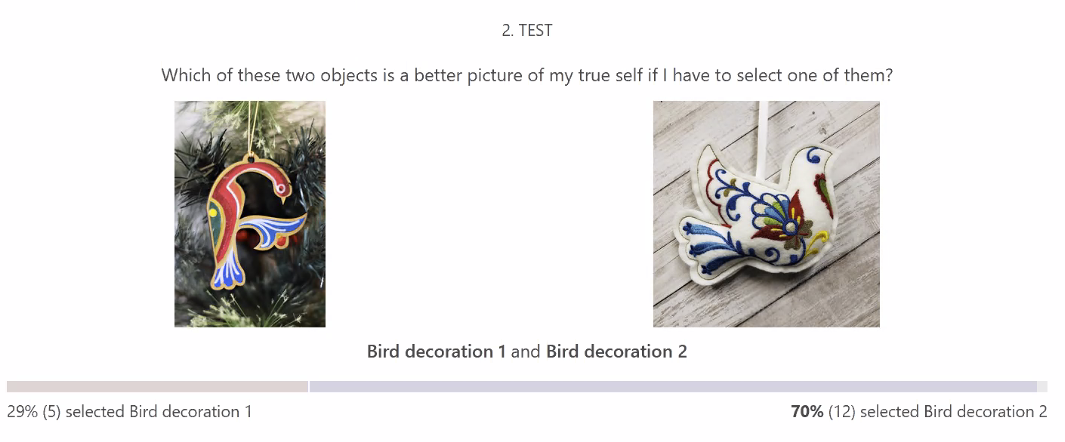 2. TEST
Which of these two objects is a better picture of my true self if I have to select one of them?
Bird decoration 1 and Bird decoration 2
29% (5) selected Bird decoration 1
70% (12) selected Bird decoration 2